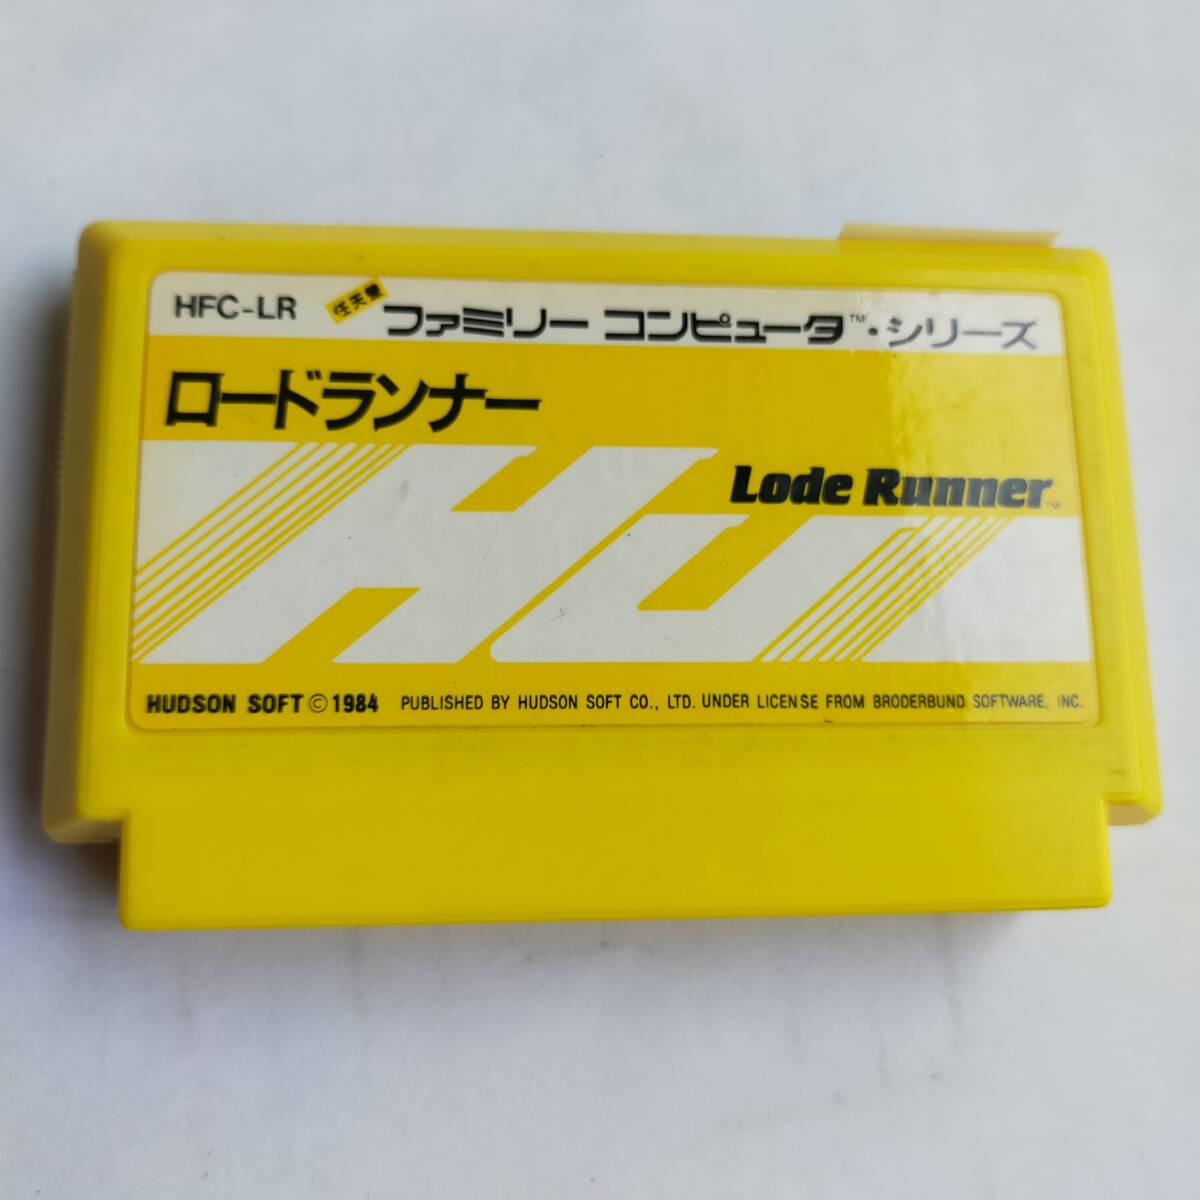 HFC-LR 任天堂 ファミリー コンピュータ™・シリーズ
ロードランナー
Lode Runner™
HU
HUDSON SOFT © 1984 PUBLISHED BY HUDSON SOFT CO., LTD. UNDER LICENSE FROM BRODERBUND SOFTWARE, INC.